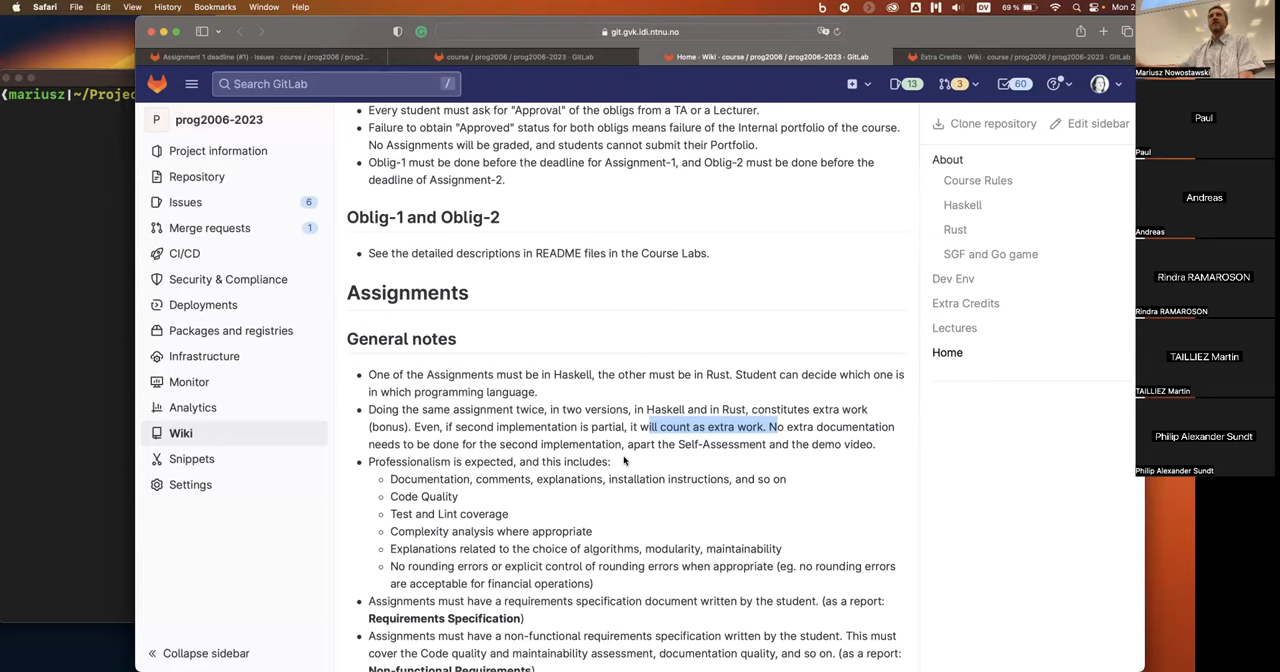 Safari File Edit View History Bookmarks Window Help
DV 69 % Mon 2
git.gvk.idi.ntnu.no
Assignment 1 deadline (#1) · Issues · course / prog2006 / prog2...
course / prog2006 / prog2006-2023 · GitLab
Home · Wiki · course / prog2006 / prog2006-2023 · GitLab
Extra Credits · Wiki · course / prog2006 / prog2006-2023 · GitLab
Search GitLab /
13 3 60
(mariusz|~/Projec
P prog2006-2023
Project information
Repository
Issues 6
Merge requests 1
CI/CD
Security & Compliance
Deployments
Packages and registries
Infrastructure
Monitor
Analytics
Wiki
Snippets
Settings
Collapse sidebar
• Every student must ask for "Approval" of the obligs from a TA or a Lecturer.
• Failure to obtain "Approved" status for both obligs means failure of the Internal portfolio of the course.
No Assignments will be graded, and students cannot submit their Portfolio.
• Oblig-1 must be done before the deadline for Assignment-1, and Oblig-2 must be done before the
deadline of Assignment-2.
Oblig-1 and Oblig-2
• See the detailed descriptions in README files in the Course Labs.
Assignments
General notes
• One of the Assignments must be in Haskell, the other must be in Rust. Student can decide which one is
in which programming language.
• Doing the same assignment twice, in two versions, in Haskell and in Rust, constitutes extra work
(bonus). Even, if second implementation is partial, it will count as extra work. No extra documentation
needs to be done for the second implementation, apart the Self-Assessment and the demo video.
• Professionalism is expected, and this includes:
◦ Documentation, comments, explanations, installation instructions, and so on
◦ Code Quality
◦ Test and Lint coverage
◦ Complexity analysis where appropriate
◦ Explanations related to the choice of algorithms, modularity, maintainability
◦ No rounding errors or explicit control of rounding errors when appropriate (eg. no rounding errors
are acceptable for financial operations)
• Assignments must have a requirements specification document written by the student. (as a report:
Requirements Specification)
• Assignments must have a non-functional requirements specification written by the student. This must
cover the Code quality and maintainability assessment, documentation quality, and so on. (as a report:
Non-functional Requirements)
Clone repository Edit sidebar
About
Course Rules
Haskell
Rust
SGF and Go game
Dev Env
Extra Credits
Lectures
Home
Mariusz Nowostawski
Paul
Paul
Andreas
Andreas
Rindra RAMAROSON
Rindra RAMAROSON
TAILLIEZ Martin
TAILLIEZ Martin
Philip Alexander Sundt
Philip Alexander Sundt